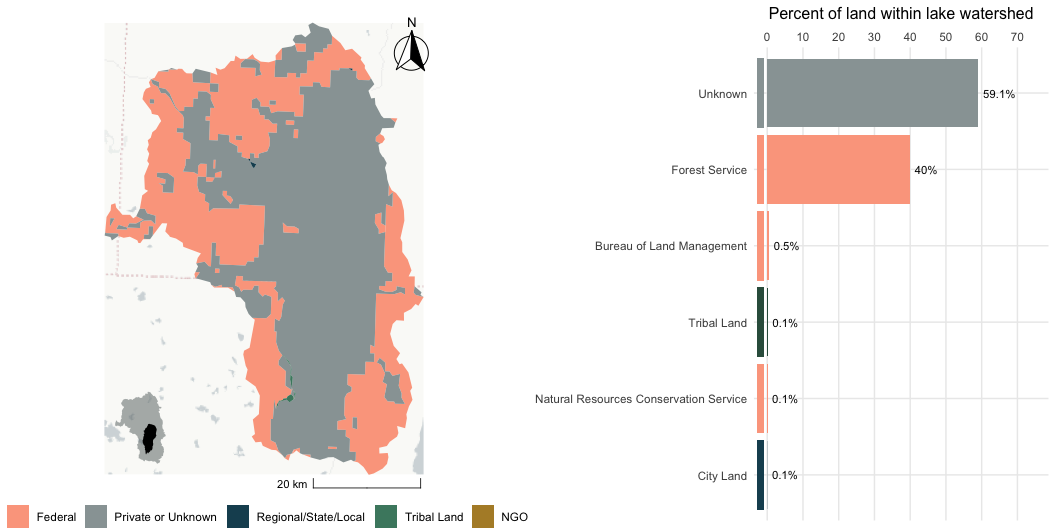 N
20 km
Federal
Private or Unknown
Regional/State/Local
Tribal Land
NGO
Percent of land within lake watershed
0 10 20 30 40 50 60 70
Unknown 59.1%
Forest Service 40%
Bureau of Land Management 0.5%
Tribal Land 0.1%
Natural Resources Conservation Service 0.1%
City Land 0.1%